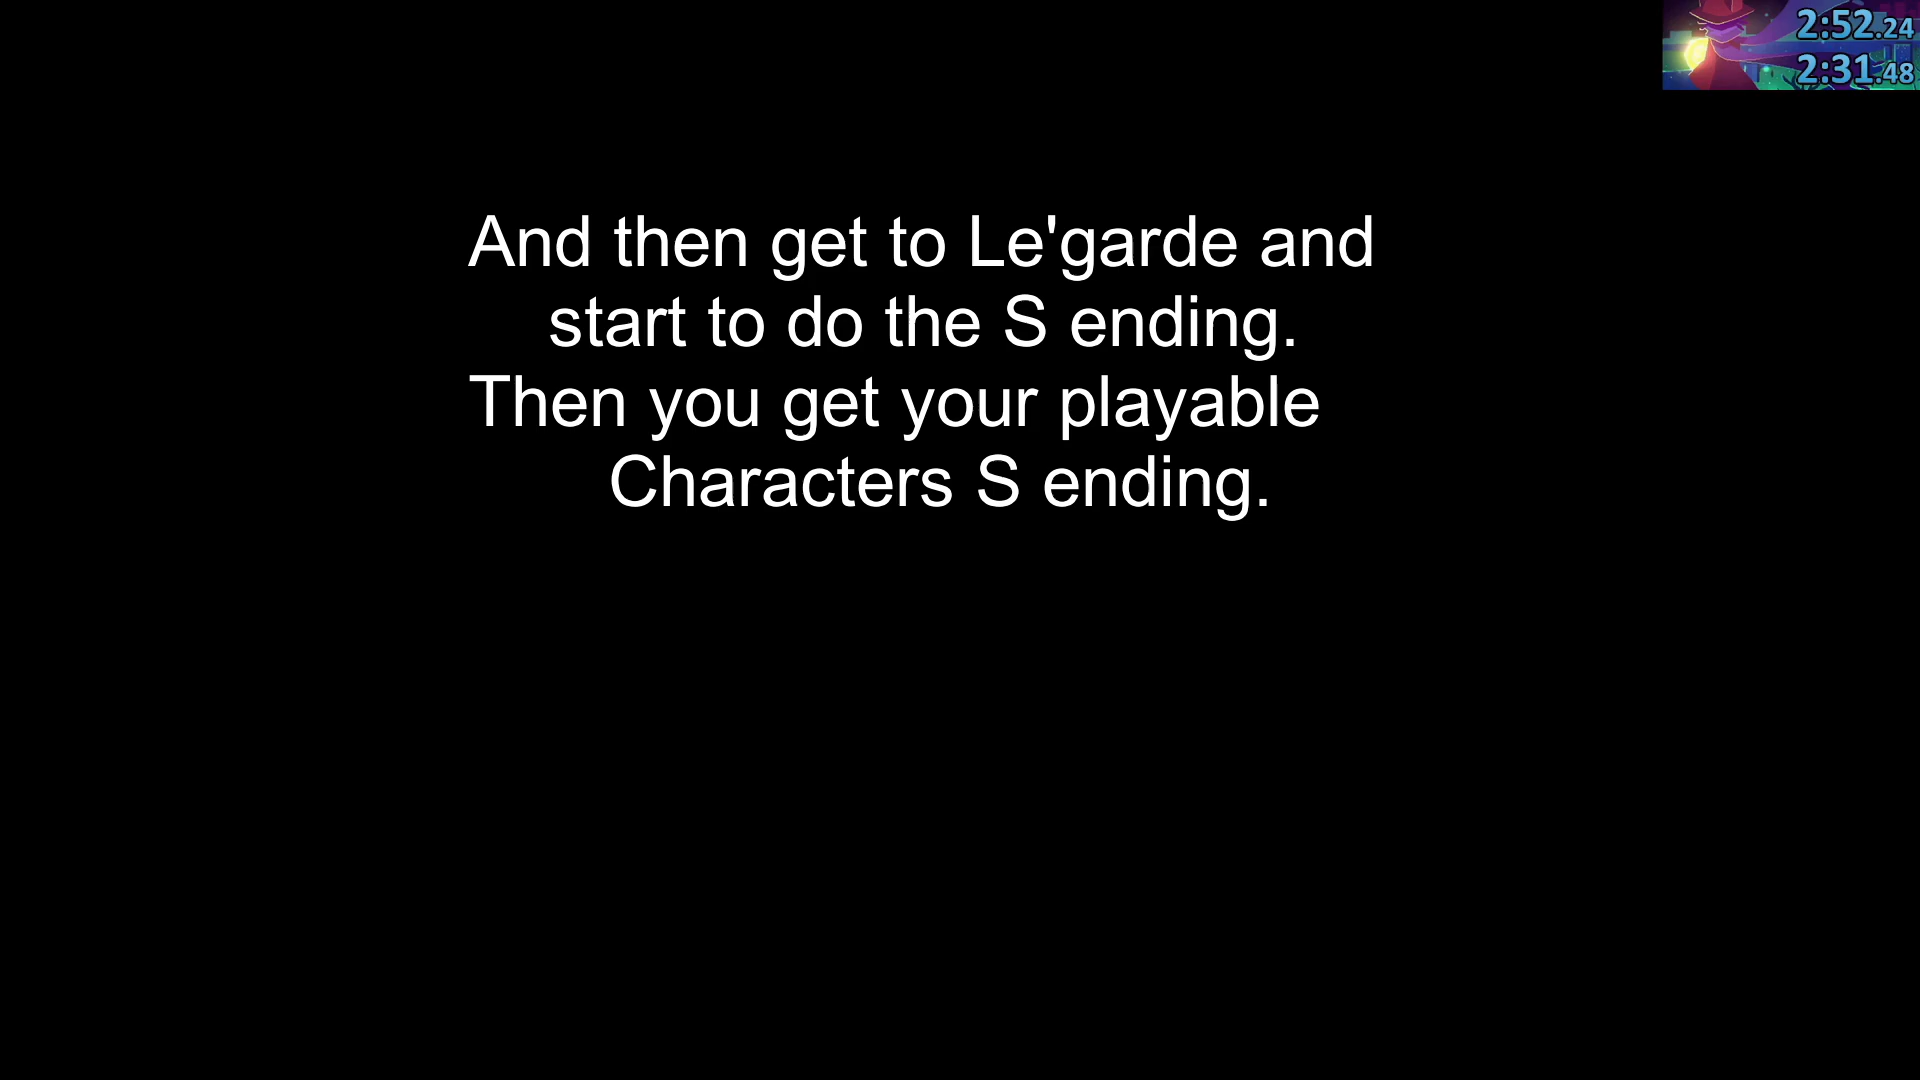 2:52.24
2:31.48
And then get to Le'garde and
start to do the S ending.
Then you get your playable
Characters S ending.